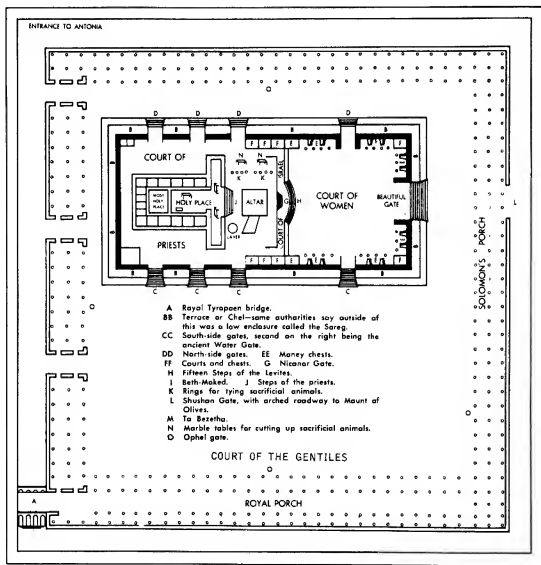 ENTRANCE TO ANTONIA
D D D D
B B B B
F F F F E E E F
COURT OF
N N
K K
ISRAEL
MOST
HOLY
PLACE
HOLY PLACE
J
ALTAR
G H
COURT OF
WOMEN
BEAUTIFUL
GATE
L
LAVER
COURT OF
PRIESTS
F F F F E E E F
B B B B
C C C C
SOLOMON'S PORCH
A Royal Tyropoen bridge.
BB Terrace or Chel—some authorities say outside of
this was a low enclosure called the Soreg.
CC South-side gates, second on the right being the
ancient Water Gate.
DD North-side gates. EE Money chests.
FF Courts and chests. G Nicanor Gate.
H Fifteen Steps of the Levites.
I Beth-Moked. J Steps of the priests.
K Rings for tying sacrificial animals.
L Shushan Gate, with arched roadway to Mount of
Olives.
M To Bezetha.
N Marble tables for cutting up sacrificial animals.
O Ophel gate.
COURT OF THE GENTILES
A
ROYAL PORCH